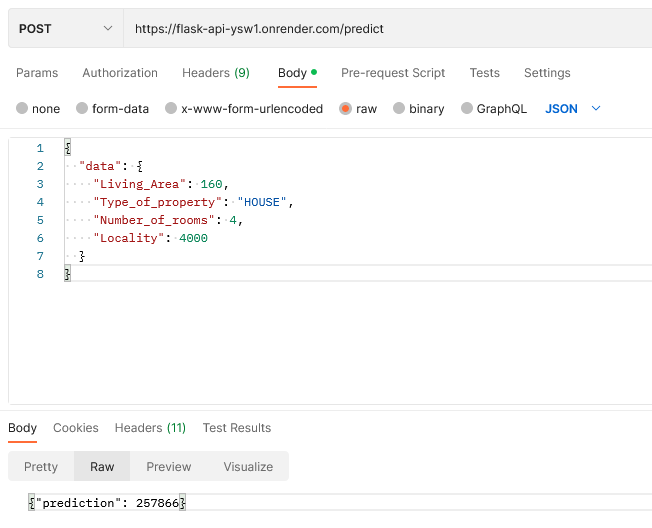 POST https://flask-api-ysw1.onrender.com/predict
Params Authorization Headers (9) Body Pre-request Script Tests Settings
none form-data x-www-form-urlencoded raw binary GraphQL JSON
1 {
2 "data": {
3 "Living_Area": 160,
4 "Type_of_property": "HOUSE",
5 "Number_of_rooms": 4,
6 "Locality": 4000
7 }
8 }
Body Cookies Headers (11) Test Results
Pretty Raw Preview Visualize
{"prediction": 257866}